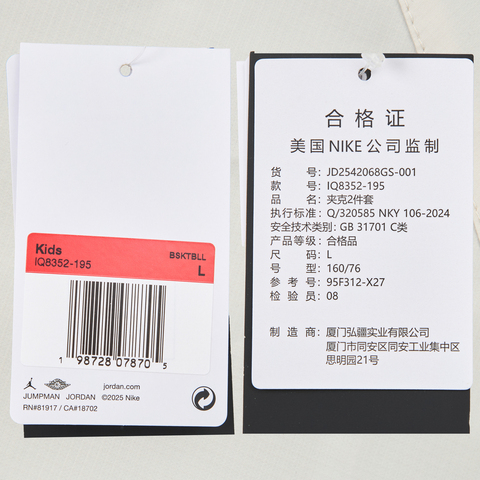 Kids
BSKTBLL
IQ8352-195
L
1 98728 07870 5
JUMPMAN JORDAN
jordan.com
©2025 Nike
RN#81917 / CA#18702
合格证
美国NIKE公司监制
货号: JD2542068GS-001
款号: IQ8352-195
品名: 夹克2件套
执行标准: Q/320585 NKY 106-2024
安全技术类别: GB 31701 C类
产品等级: 合格品
尺码: L
型号: 160/76
参考号: 95F312-X27
检验员: 08
制造商: 厦门弘疆实业有限公司
厦门市同安区同安工业集中区
思明园21号